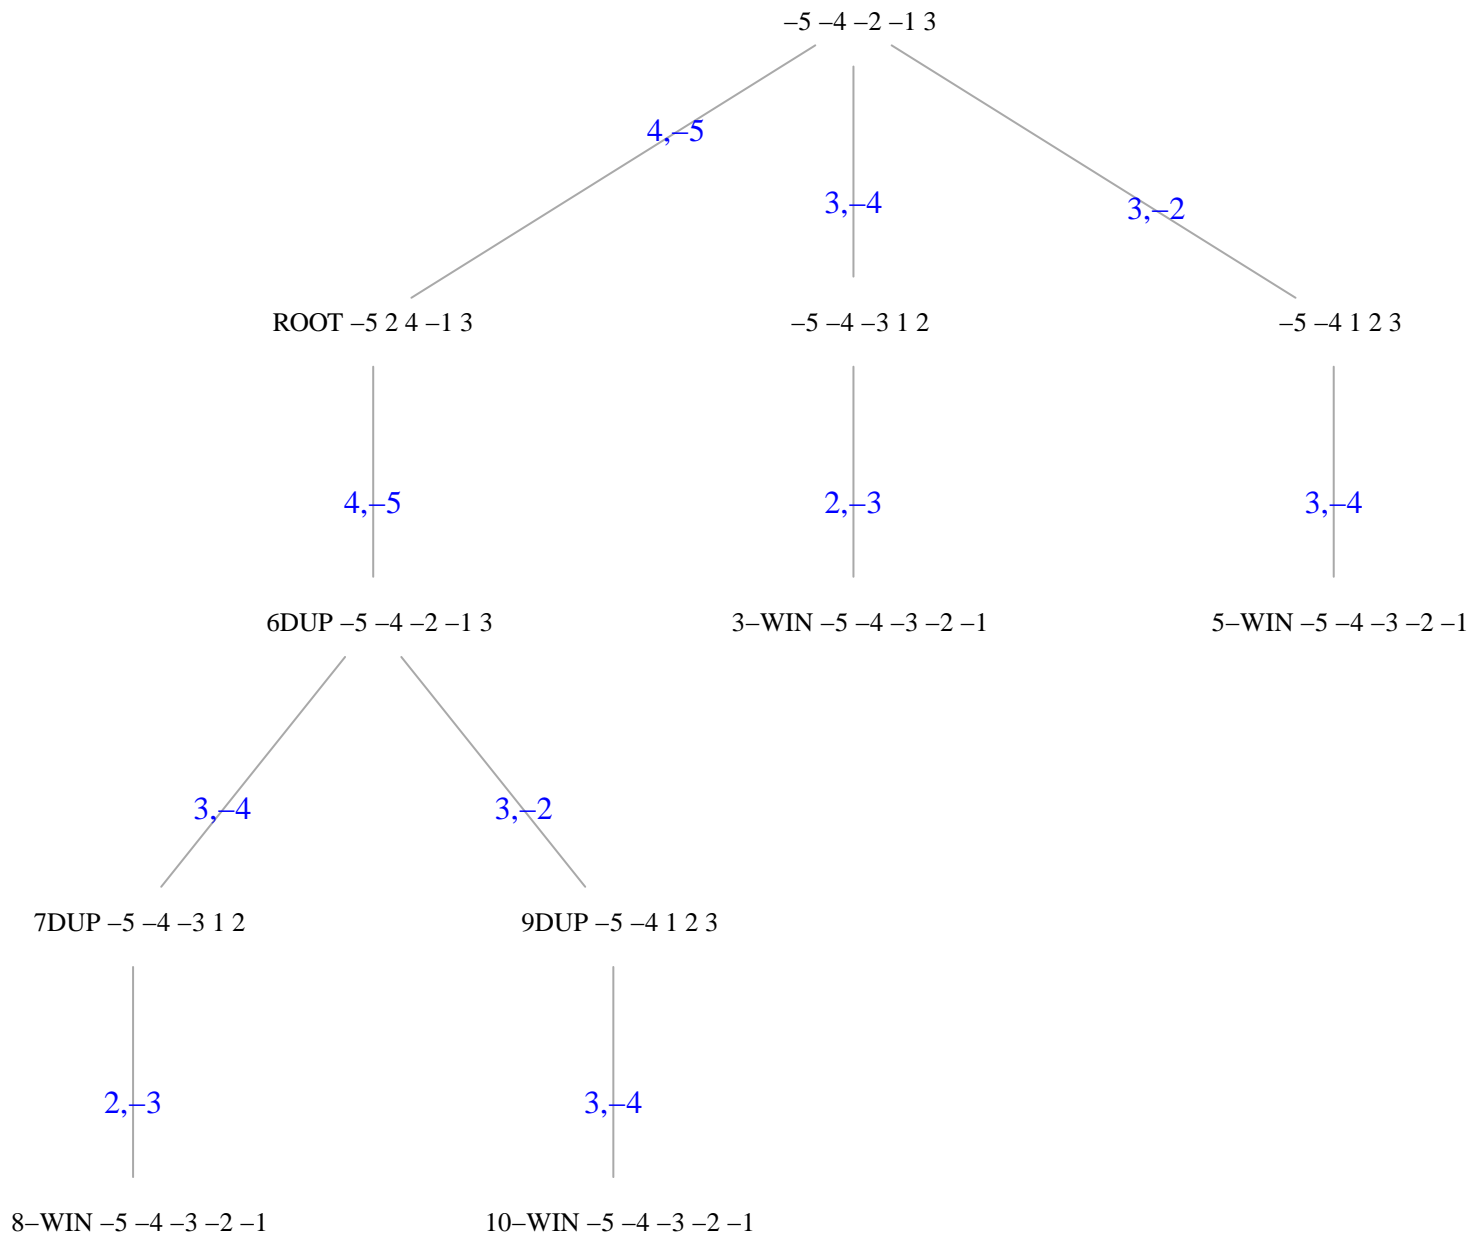 –5 –4 –2 –1 3
4,–5
3,–4
3,–2
ROOT –5 2 4 –1 3
–5 –4 –3 1 2
–5 –4 1 2 3
4,–5
2,–3
3,–4
6DUP –5 –4 –2 –1 3
3–WIN –5 –4 –3 –2 –1
5–WIN –5 –4 –3 –2 –1
3,–4
3,–2
7DUP –5 –4 –3 1 2
9DUP –5 –4 1 2 3
2,–3
3,–4
8–WIN –5 –4 –3 –2 –1
10–WIN –5 –4 –3 –2 –1